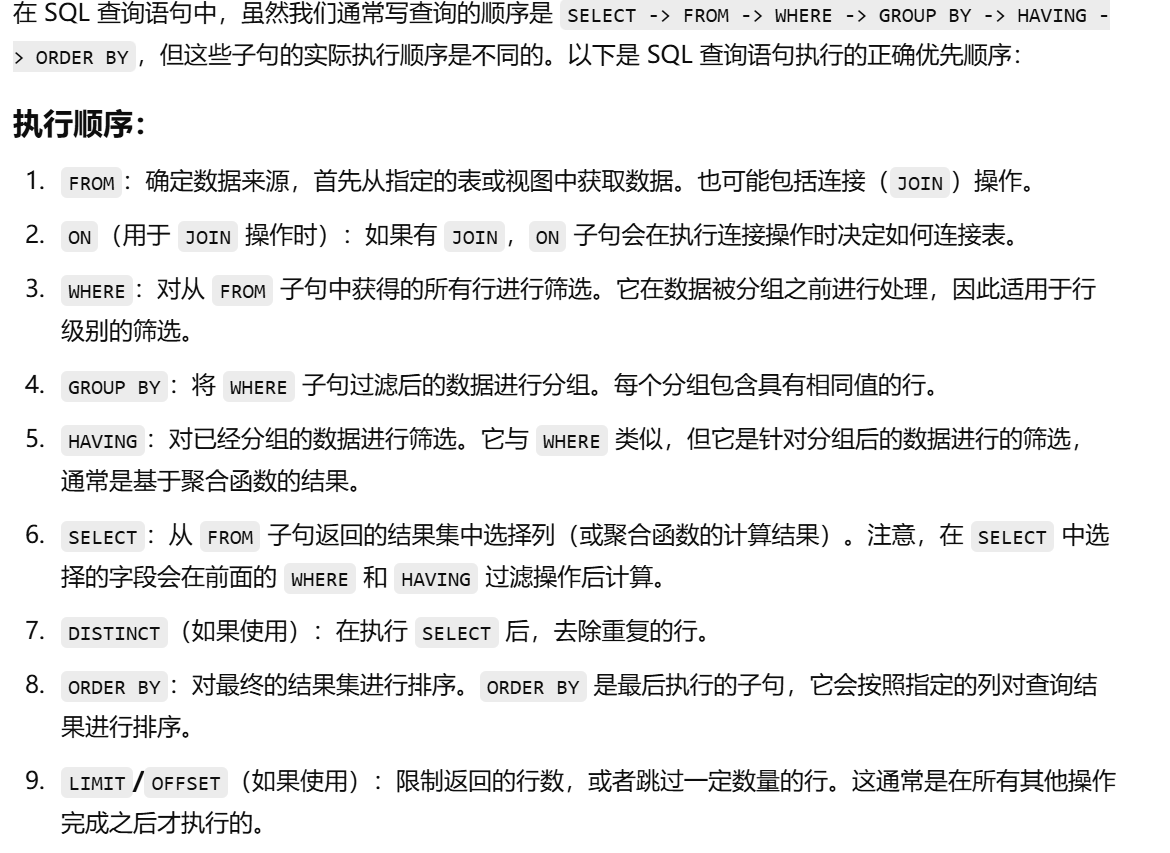 在 SQL 查询语句中，虽然我们通常写查询的顺序是 SELECT -> FROM -> WHERE -> GROUP BY -> HAVING -
> ORDER BY，但这些子句的实际执行顺序是不同的。以下是 SQL 查询语句执行的正确优先顺序：
执行顺序：
1. FROM：确定数据来源，首先从指定的表或视图中获取数据。也可能包括连接（JOIN）操作。
2. ON（用于 JOIN 操作时）：如果有 JOIN，ON 子句会在执行连接操作时决定如何连接表。
3. WHERE：对从 FROM 子句中获得的所有行进行筛选。它在数据被分组之前进行处理，因此适用于行
级别的筛选。
4. GROUP BY：将 WHERE 子句过滤后的数据进行分组。每个分组包含具有相同值的行。
5. HAVING：对已经分组的数据进行筛选。它与 WHERE 类似，但它是针对分组后的数据进行的筛选，
通常是基于聚合函数的结果。
6. SELECT：从 FROM 子句返回的结果集中选择列（或聚合函数的计算结果）。注意，在 SELECT 中选
择的字段会在前面的 WHERE 和 HAVING 过滤操作后计算。
7. DISTINCT（如果使用）：在执行 SELECT 后，去除重复的行。
8. ORDER BY：对最终的结果集进行排序。ORDER BY 是最后执行的子句，它会按照指定的列对查询结
果进行排序。
9. LIMIT/OFFSET（如果使用）：限制返回的行数，或者跳过一定数量的行。这通常是在所有其他操作
完成之后才执行的。